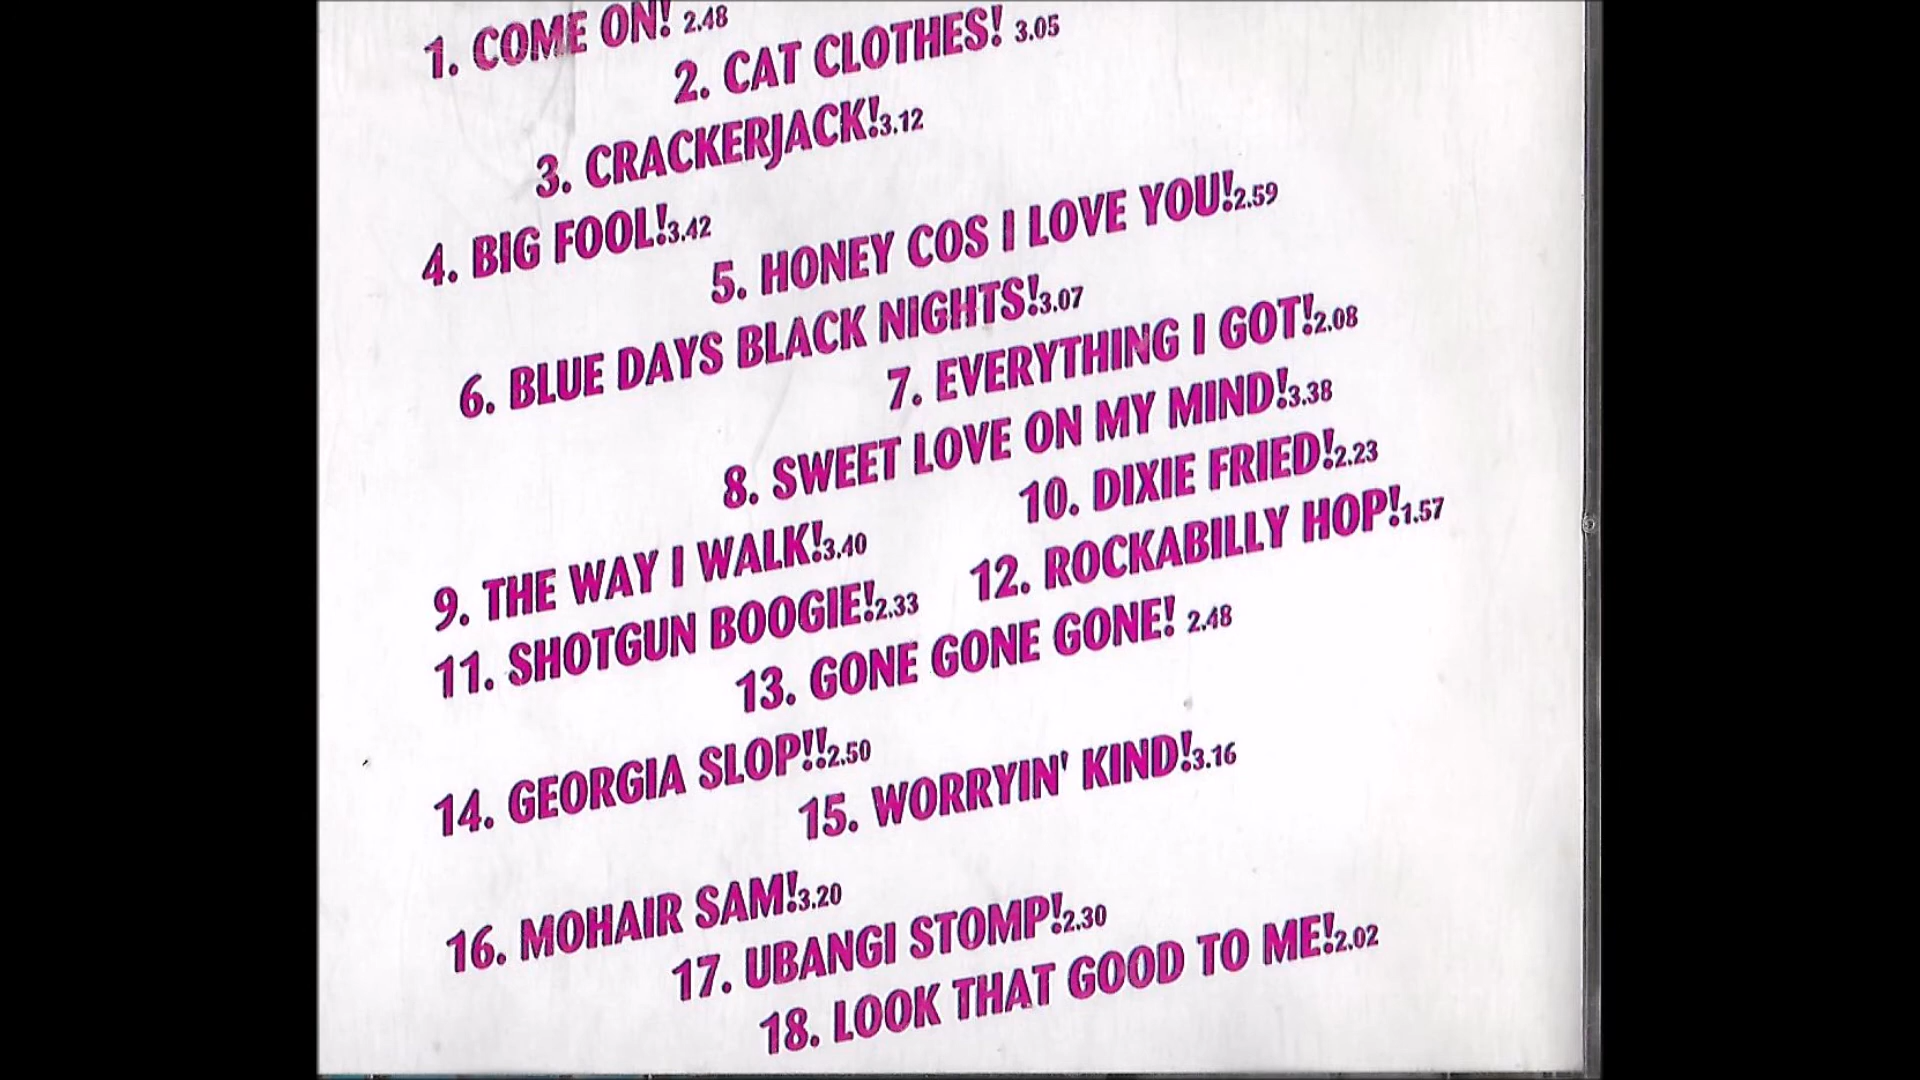 1. COME ON! 2.48
2. CAT CLOTHES! 3.05
3. CRACKERJACK!3.12
4. BIG FOOL!3.42
5. HONEY COS I LOVE YOU!2.59
6. BLUE DAYS BLACK NIGHTS!3.07
7. EVERYTHING I GOT!2.08
8. SWEET LOVE ON MY MIND!3.38
9. THE WAY I WALK!3.40
10. DIXIE FRIED!2.23
11. SHOTGUN BOOGIE!2.33
12. ROCKABILLY HOP!1.57
13. GONE GONE GONE! 2.48
14. GEORGIA SLOP!!2.50
15. WORRYIN' KIND!3.16
16. MOHAIR SAM!3.20
17. UBANGI STOMP!2.30
18. LOOK THAT GOOD TO ME!2.02